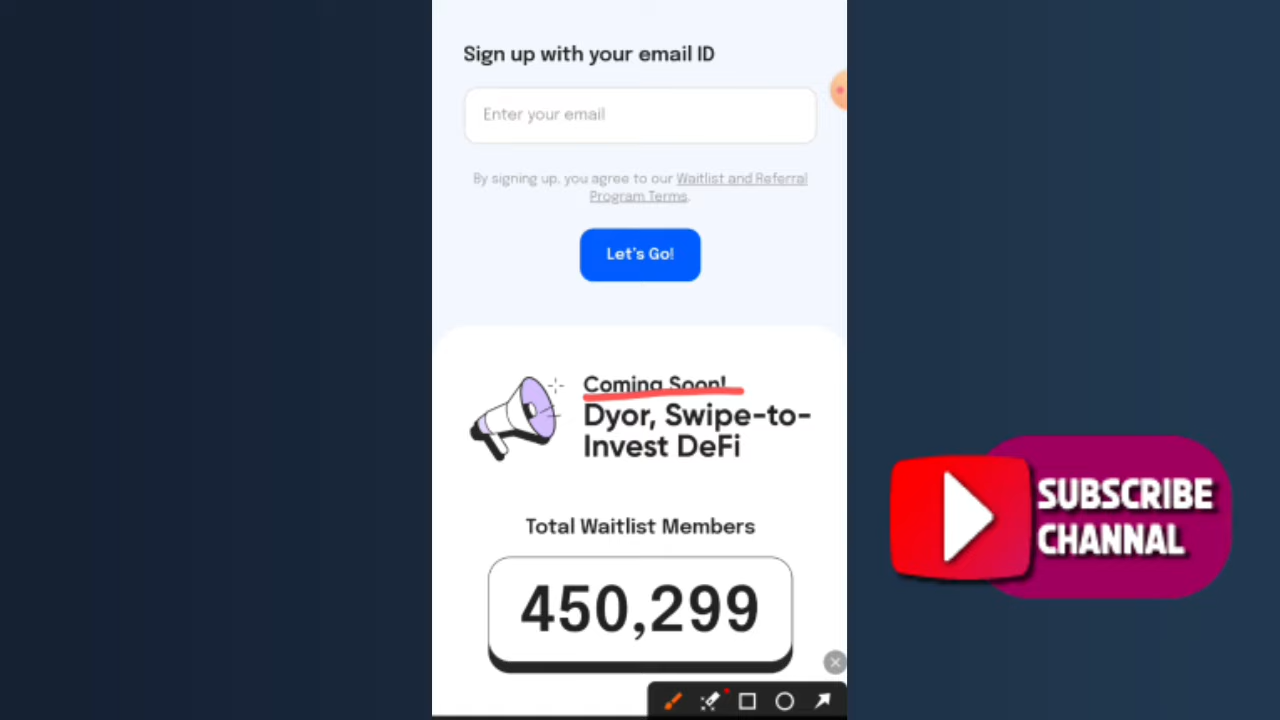 Sign up with your email ID
Enter your email
By signing up, you agree to our Waitlist and Referral
Program Terms.
Let's Go!
Coming Soon!
Dyor, Swipe-to-
Invest DeFi
Total Waitlist Members
450,299
SUBSCRIBE
CHANNAL